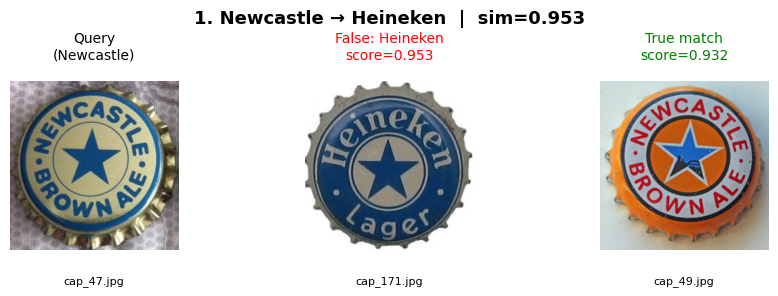 1. Newcastle → Heineken | sim=0.953
Query
(Newcastle)
False: Heineken
score=0.953
True match
score=0.932
NEWCASTLE
• BROWN ALE •
Heineken
• Lager •
NEWCASTLE
• BROWN ALE •
cap_47.jpg
cap_171.jpg
cap_49.jpg